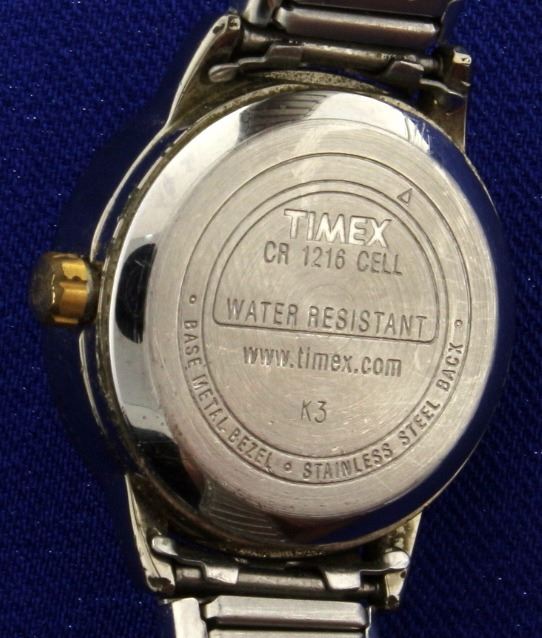 TIMEX
CR 1216 CELL
WATER RESISTANT
www.timex.com
K3
BASE METAL BEZEL • STAINLESS STEEL BACK